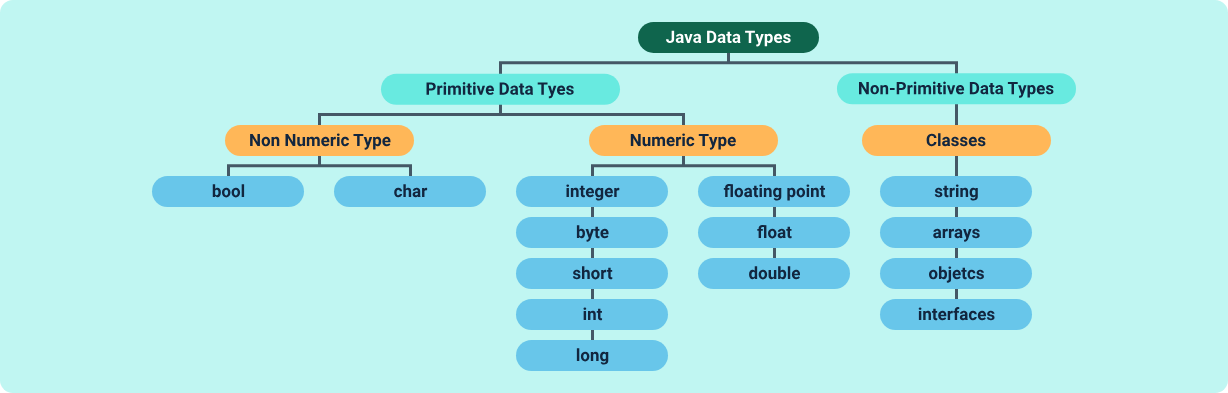 Java Data Types
Primitive Data Tyes
Non-Primitive Data Types
Non Numeric Type
Numeric Type
Classes
bool
char
integer
floating point
string
byte
float
arrays
short
double
objetcs
int
interfaces
long